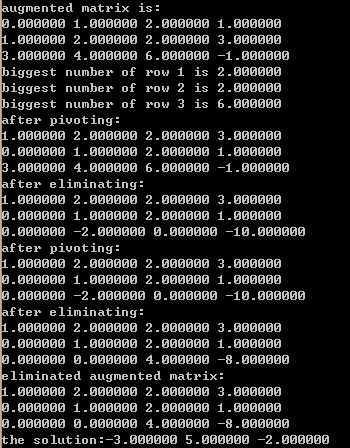 augmented matrix is:
0.000000 1.000000 2.000000 1.000000
1.000000 2.000000 2.000000 3.000000
3.000000 4.000000 6.000000 -1.000000
biggest number of row 1 is 2.000000
biggest number of row 2 is 2.000000
biggest number of row 3 is 6.000000
after pivoting:
1.000000 2.000000 2.000000 3.000000
0.000000 1.000000 2.000000 1.000000
3.000000 4.000000 6.000000 -1.000000
after eliminating:
1.000000 2.000000 2.000000 3.000000
0.000000 1.000000 2.000000 1.000000
0.000000 -2.000000 0.000000 -10.000000
after pivoting:
1.000000 2.000000 2.000000 3.000000
0.000000 1.000000 2.000000 1.000000
0.000000 -2.000000 0.000000 -10.000000
after eliminating:
1.000000 2.000000 2.000000 3.000000
0.000000 1.000000 2.000000 1.000000
0.000000 0.000000 4.000000 -8.000000
eliminated augmented matrix:
1.000000 2.000000 2.000000 3.000000
0.000000 1.000000 2.000000 1.000000
0.000000 0.000000 4.000000 -8.000000
the solution:-3.000000 5.000000 -2.000000